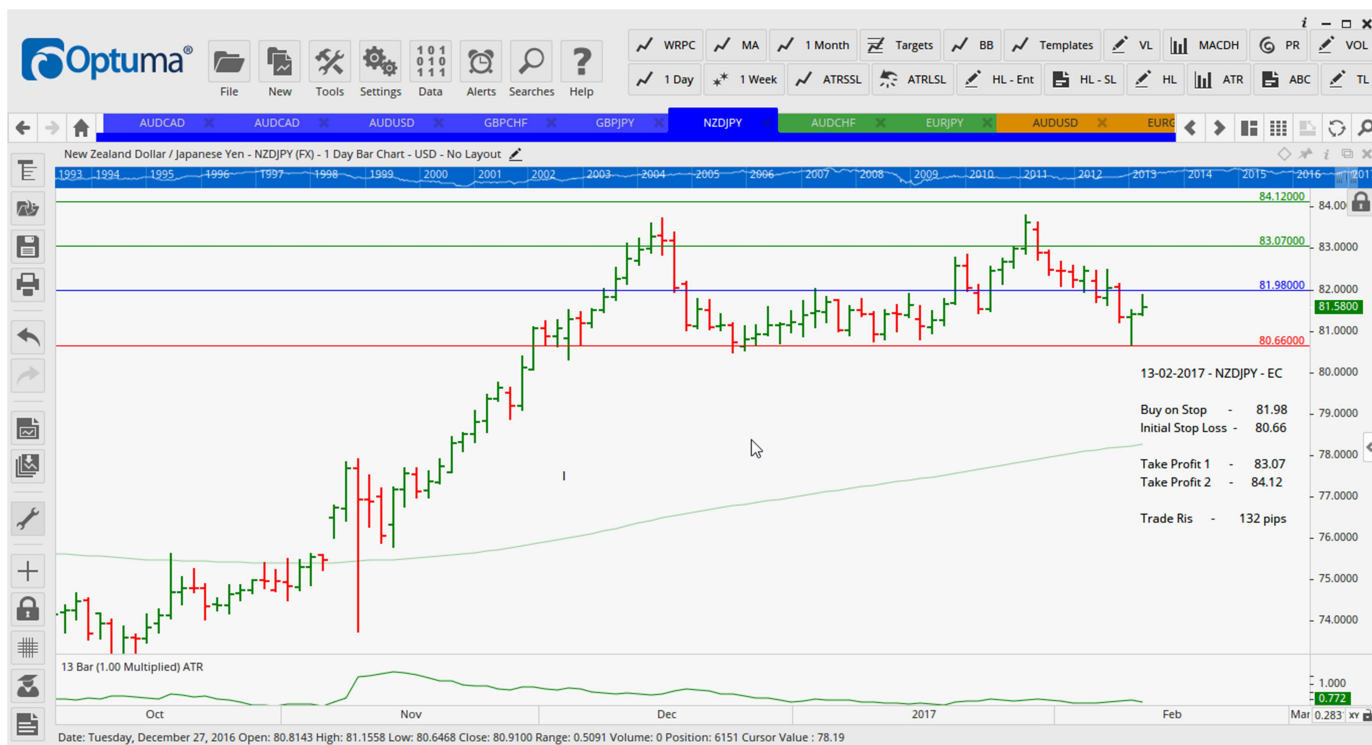 i
Optuma®
File New Tools Settings Data Alerts Searches Help
101
010
111
WRPC MA 1 Month Targets BB Templates VL MACDH PR VOL
1 Day 1 Week ATRSSL ATRLSL HL - Ent HL - SL HL ATR ABC TL
AUDCAD AUDCAD AUDUSD GBPCHF GBPJPY NZDJPY AUDCHF EURJPY AUDUSD EURG
New Zealand Dollar / Japanese Yen - NZDJPY (FX) - 1 Day Bar Chart - USD - No Layout
1993 1994 1995 1996 1997 1998 1999 2000 2001 2002 2003 2004 2005 2006 2007 2008 2009 2010 2011 2012 2013 2014 2015 2016 2017
84.12000
84.00
83.07000
83.0000
81.98000
82.0000
81.5800
81.0000
80.66000
80.0000
79.0000
78.0000
77.0000
76.0000
75.0000
74.0000
13-02-2017 - NZDJPY - EC
Buy on Stop - 81.98
Initial Stop Loss - 80.66
Take Profit 1 - 83.07
Take Profit 2 - 84.12
Trade Ris - 132 pips
13 Bar (1.00 Multiplied) ATR
1.000
0.772
Oct Nov Dec 2017 Feb Mar 0.283 XY
Date: Tuesday, December 27, 2016 Open: 80.8143 High: 81.1558 Low: 80.6468 Close: 80.9100 Range: 0.5091 Volume: 0 Position: 6151 Cursor Value : 78.19